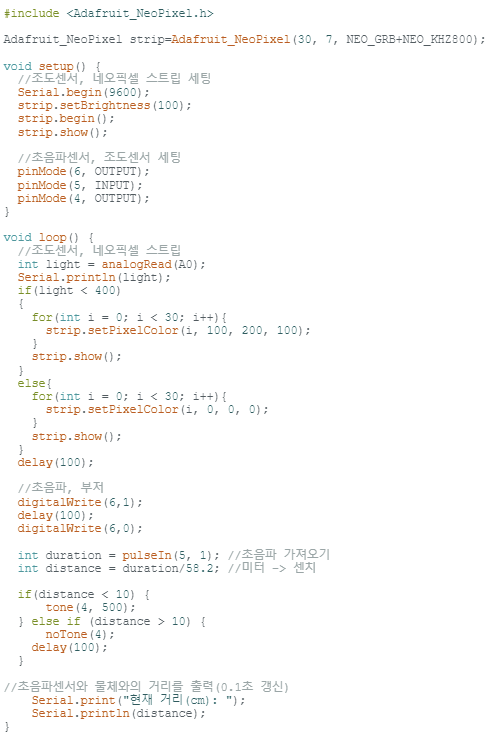 #include <Adafruit_NeoPixel.h>
Adafruit_NeoPixel strip=Adafruit_NeoPixel(30, 7, NEO_GRB+NEO_KHZ800);
void setup() {
//조도센서, 네오픽셀 스트립 세팅
Serial.begin(9600);
strip.setBrightness(100);
strip.begin();
strip.show();
//초음파센서, 조도센서 세팅
pinMode(6, OUTPUT);
pinMode(5, INPUT);
pinMode(4, OUTPUT);
}
void loop() {
//조도센서, 네오픽셀 스트립
int light = analogRead(A0);
Serial.println(light);
if(light < 400)
{
for(int i = 0; i < 30; i++){
strip.setPixelColor(i, 100, 200, 100);
}
strip.show();
}
else{
for(int i = 0; i < 30; i++){
strip.setPixelColor(i, 0, 0, 0);
}
strip.show();
}
delay(100);
//초음파, 부저
digitalWrite(6,1);
delay(100);
digitalWrite(6,0);
int duration = pulseIn(5, 1); //초음파 가져오기
int distance = duration/58.2; //미터 -> 센치
if(distance < 10) {
tone(4, 500);
} else if (distance > 10) {
noTone(4);
delay(100);
}
//초음파센서와 물체와의 거리를 출력(0.1초 갱신)
Serial.print("현재 거리(cm): ");
Serial.println(distance);
}